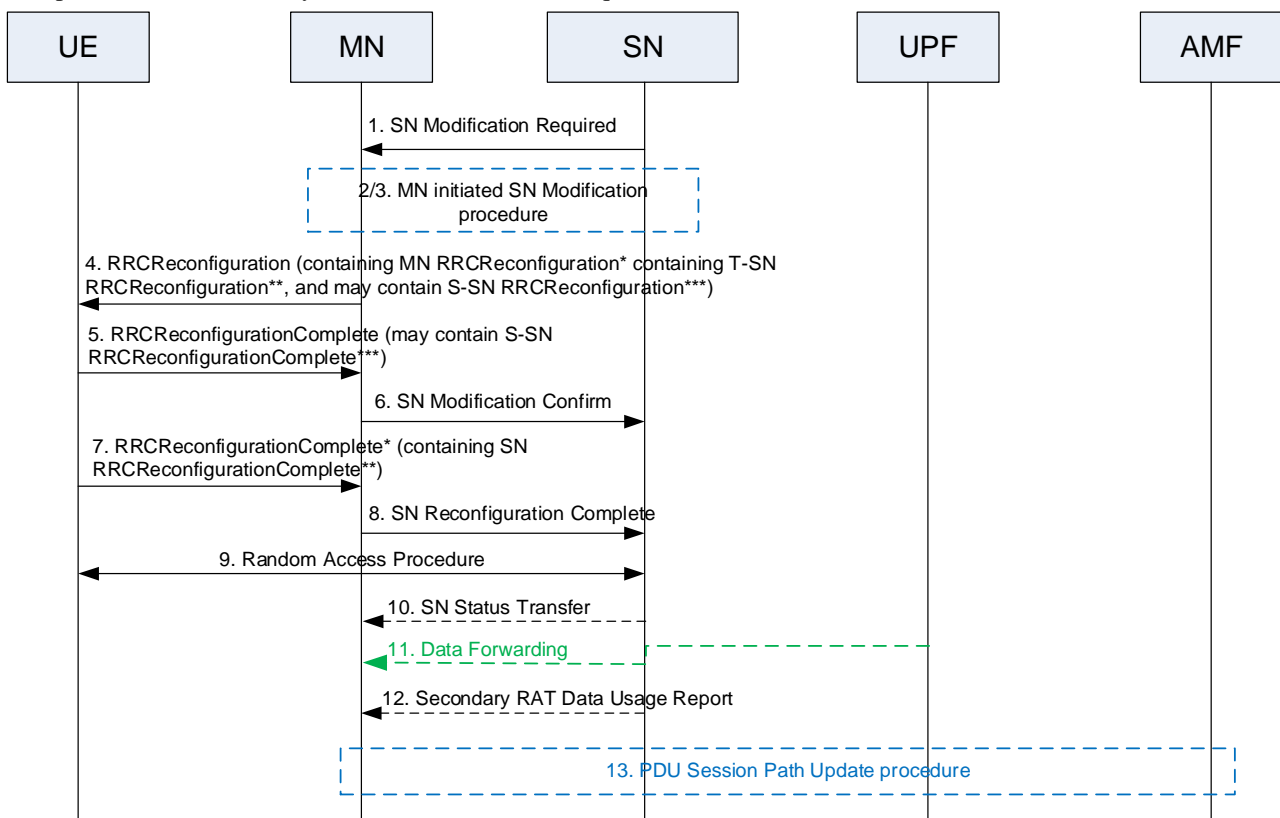 UE
MN
SN
UPF
AMF
1. SN Modification Required
2/3. MN initiated SN Modification
procedure
4. RRCReconfiguration (containing MN RRCReconfiguration* containing T-SN
RRCReconfiguration**, and may contain S-SN RRCReconfiguration***)
5. RRCReconfigurationComplete (may contain S-SN
RRCReconfigurationComplete***)
6. SN Modification Confirm
7. RRCReconfigurationComplete* (containing SN
RRCReconfigurationComplete**)
8. SN Reconfiguration Complete
9. Random Access Procedure
10. SN Status Transfer
11. Data Forwarding
12. Secondary RAT Data Usage Report
13. PDU Session Path Update procedure